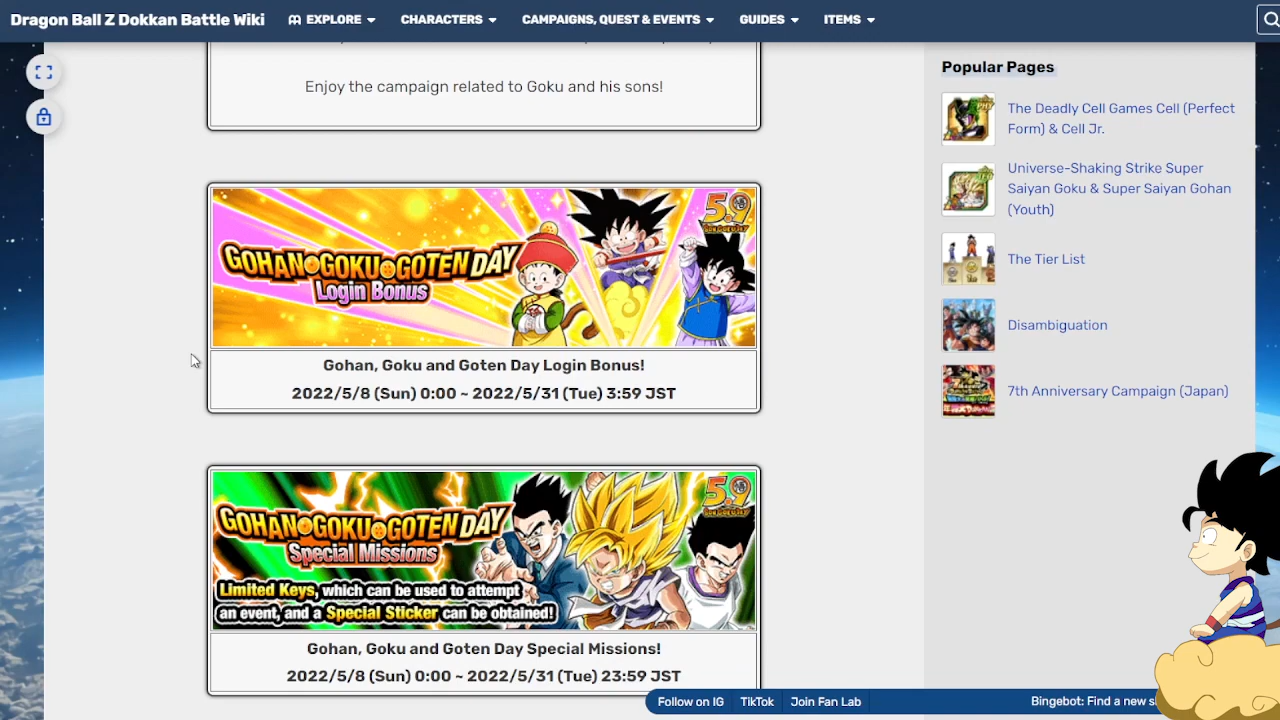 Dragon Ball Z Dokkan Battle Wiki
EXPLORE
CHARACTERS
CAMPAIGNS, QUEST & EVENTS
GUIDES
ITEMS
Enjoy the campaign related to Goku and his sons!
GOHAN GOKU GOTEN DAY
Login Bonus
5.9
Gohan, Goku and Goten Day Login Bonus!
2022/5/8 (Sun) 0:00 ~ 2022/5/31 (Tue) 3:59 JST
GOHAN GOKU GOTEN DAY
Special Missions
5.9
Limited Keys, which can be used to attempt
an event, and a Special Sticker can be obtained!
Gohan, Goku and Goten Day Special Missions!
2022/5/8 (Sun) 0:00 ~ 2022/5/31 (Tue) 23:59 JST
Popular Pages
The Deadly Cell Games Cell (Perfect
Form) & Cell Jr.
Universe-Shaking Strike Super
Saiyan Goku & Super Saiyan Gohan
(Youth)
The Tier List
Disambiguation
7th Anniversary Campaign (Japan)
Follow on IG
TikTok
Join Fan Lab
Bingebot: Find a new